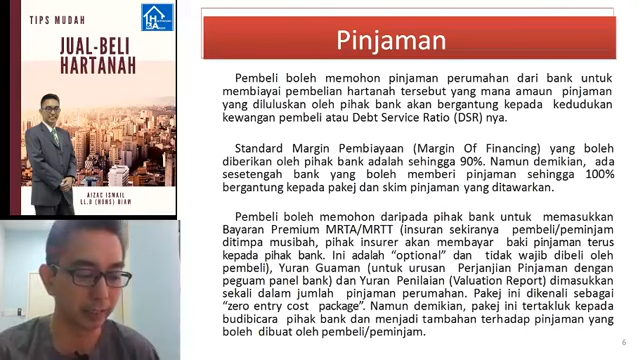 TIPS MUDAH
JUAL-BELI
HARTANAH
AIZAC ISMAIL
LL.B (HONS) UIAM
Pinjaman
Pembeli boleh memohon pinjaman perumahan dari bank untuk
membiayai pembelian hartanah tersebut yang mana amaun pinjaman
yang diluluskan oleh pihak bank akan bergantung kepada kedudukan
kewangan pembeli atau Debt Service Ratio (DSR) nya.
Standard Margin Pembiayaan (Margin Of Financing) yang boleh
diberikan oleh pihak bank adalah sehingga 90%. Namun demikian, ada
sesetengah bank yang boleh memberi pinjaman sehingga 100%
bergantung kepada pakej dan skim pinjaman yang ditawarkan.
Pembeli boleh memohon daripada pihak bank untuk memasukkan
Bayaran Premium MRTA/MRTT (insuran sekiranya pembeli/peminjam
ditimpa musibah, pihak insurer akan membayar baki pinjaman terus
kepada pihak bank. Ini adalah “optional” dan tidak wajib dibeli oleh
pembeli), Yuran Guaman (untuk urusan Perjanjian Pinjaman dengan
peguam panel bank) dan Yuran Penilaian (Valuation Report) dimasukkan
sekali dalam jumlah pinjaman perumahan. Pakej ini dikenali sebagai
“zero entry cost package”. Namun demikian, pakej ini tertakluk kepada
budibicara pihak bank dan menjadi tambahan terhadap pinjaman yang
boleh dibuat oleh pembeli/peminjam.
6